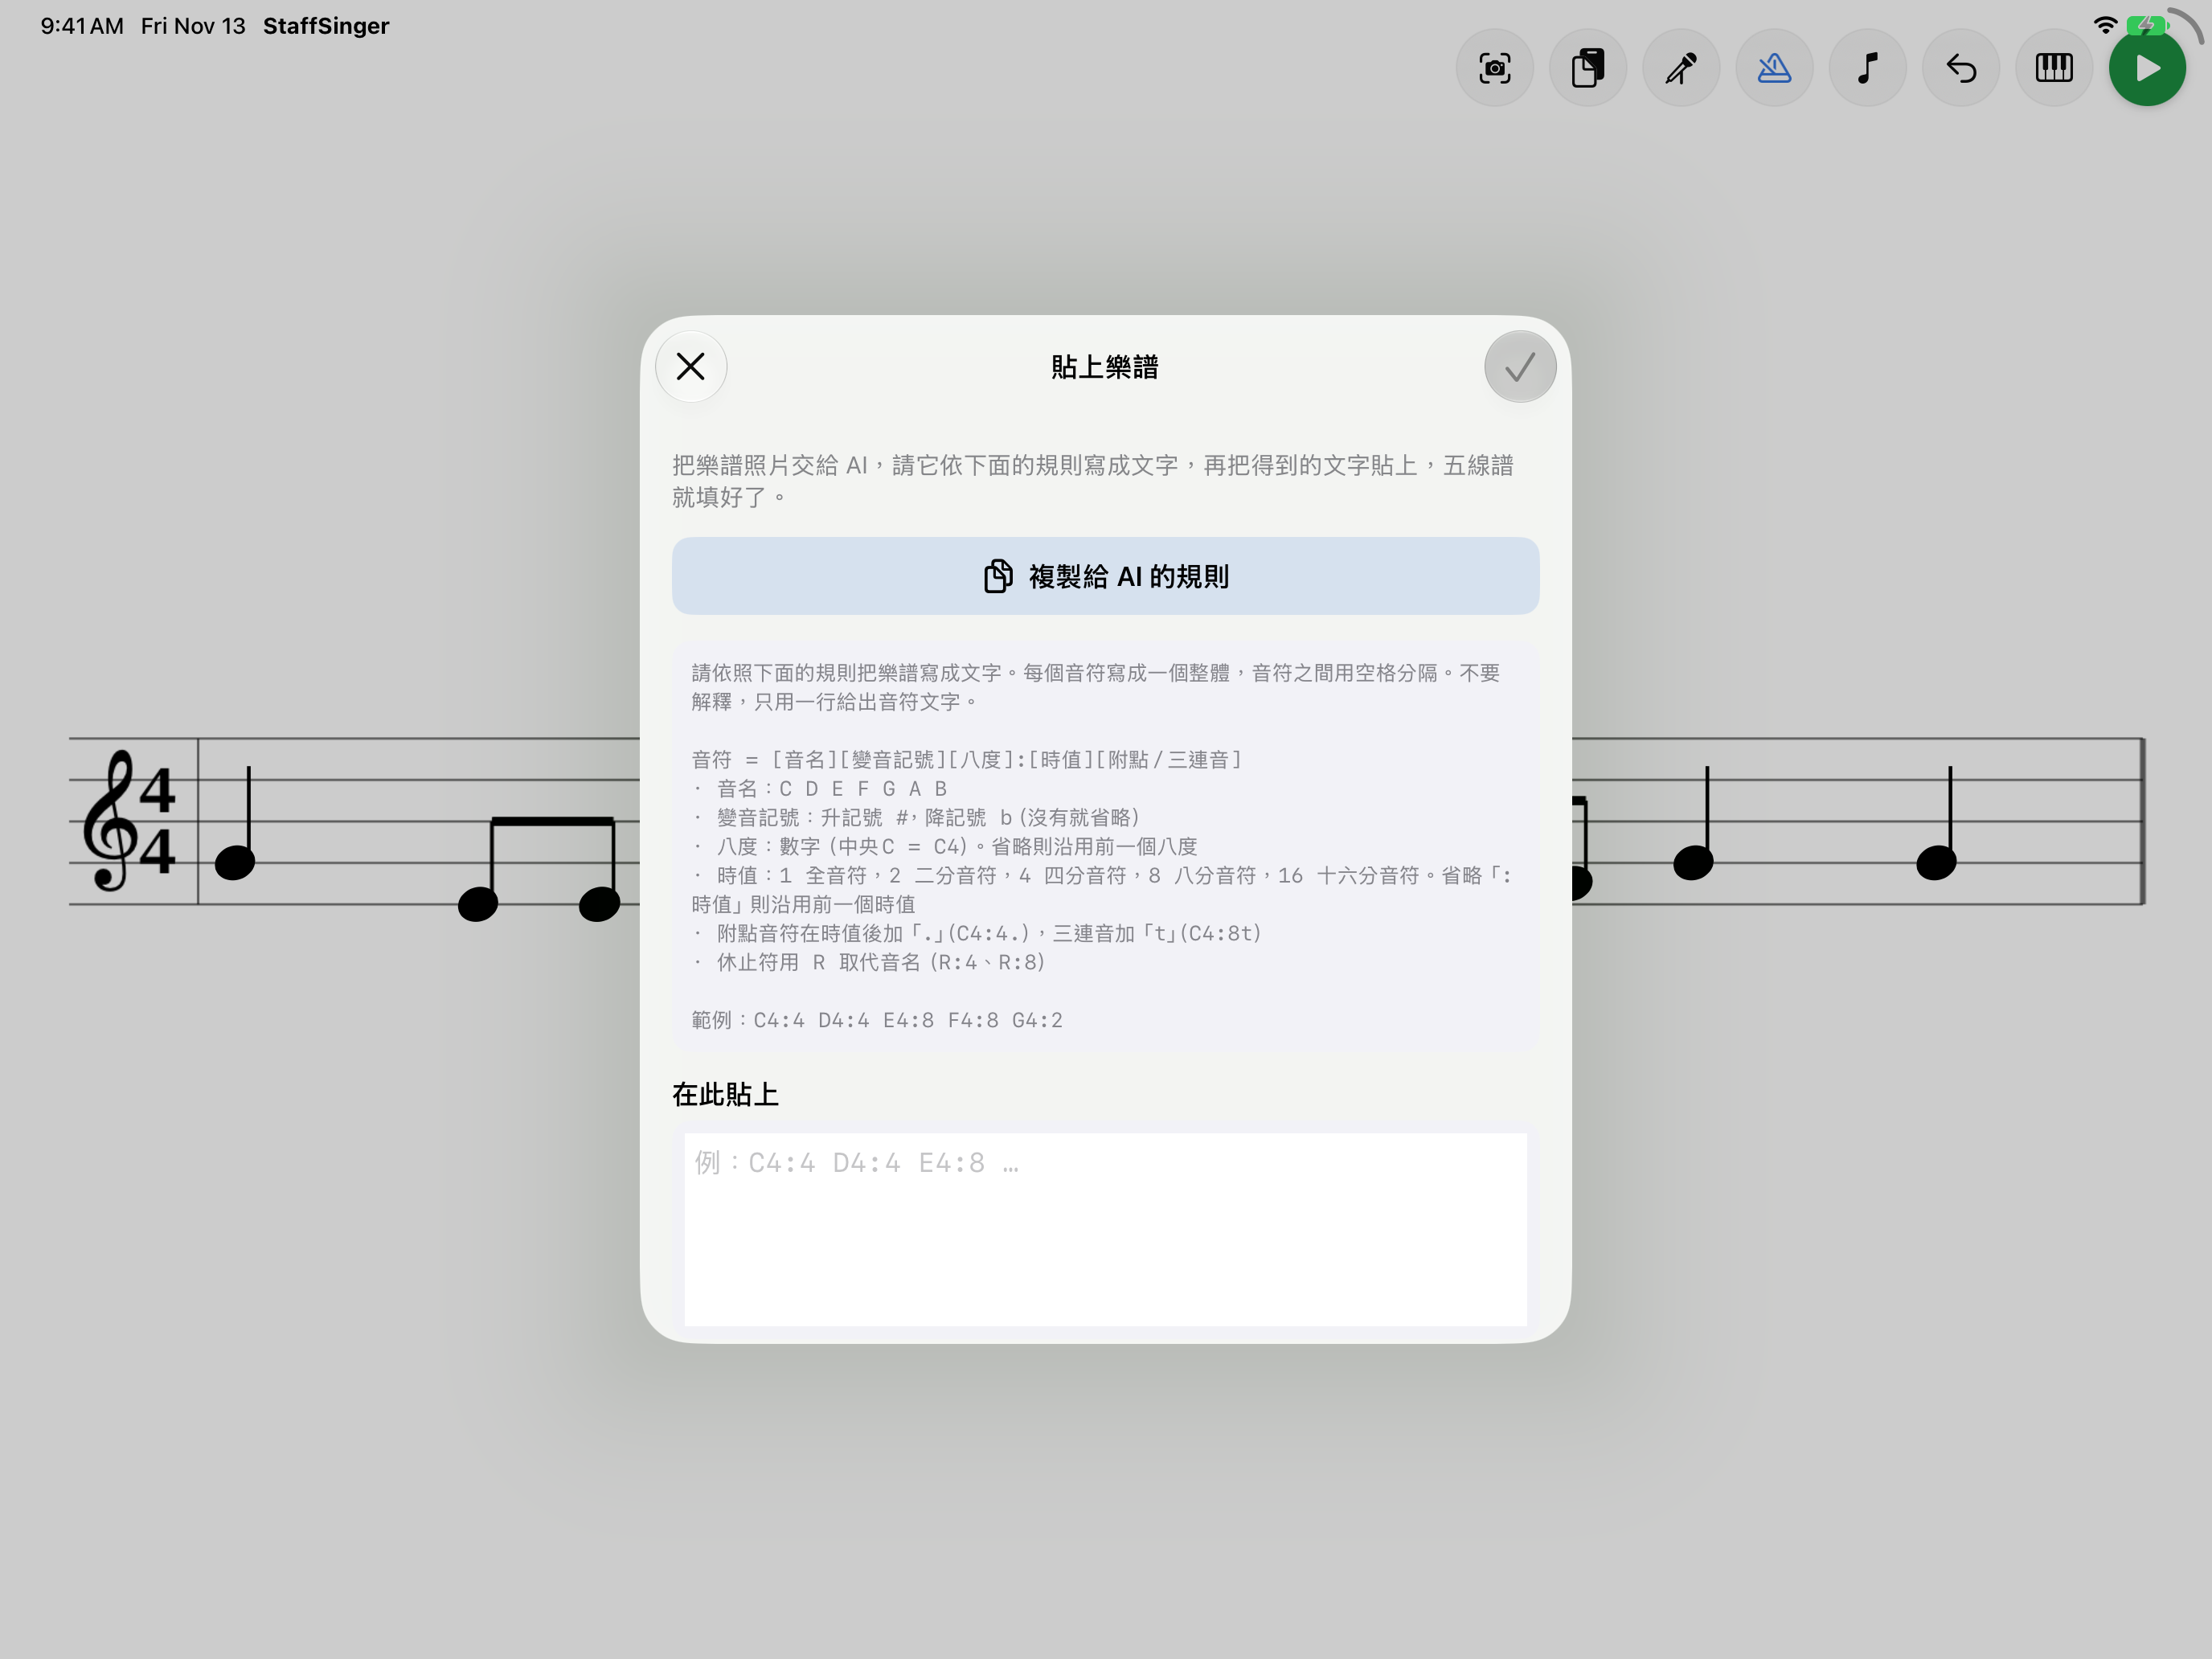 9:41 AM Fri Nov 13 StaffSinger
貼上樂譜
把樂譜照片交給 AI，請它依下面的規則寫成文字，再把得到的文字貼上，五線譜
就填好了。
複製給 AI 的規則
請依照下面的規則把樂譜寫成文字。每個音符寫成一個整體，音符之間用空格分隔。不要
解釋，只用一行給出音符文字。
音符 = [音名][變音記號][八度]:[時值][附點/三連音]
· 音名：C D E F G A B
· 變音記號：升記號 #，降記號 b（沒有就省略）
· 八度：數字（中央C = C4）。省略則沿用前一個八度
· 時值：1 全音符，2 二分音符，4 四分音符，8 八分音符，16 十六分音符。省略「:
時值」則沿用前一個時值
· 附點音符在時值後加「.」(C4:4.)，三連音加「t」(C4:8t)
· 休止符用 R 取代音名（R:4、R:8）
範例：C4:4 D4:4 E4:8 F4:8 G4:2
4
4
在此貼上
例：C4:4 D4:4 E4:8 …